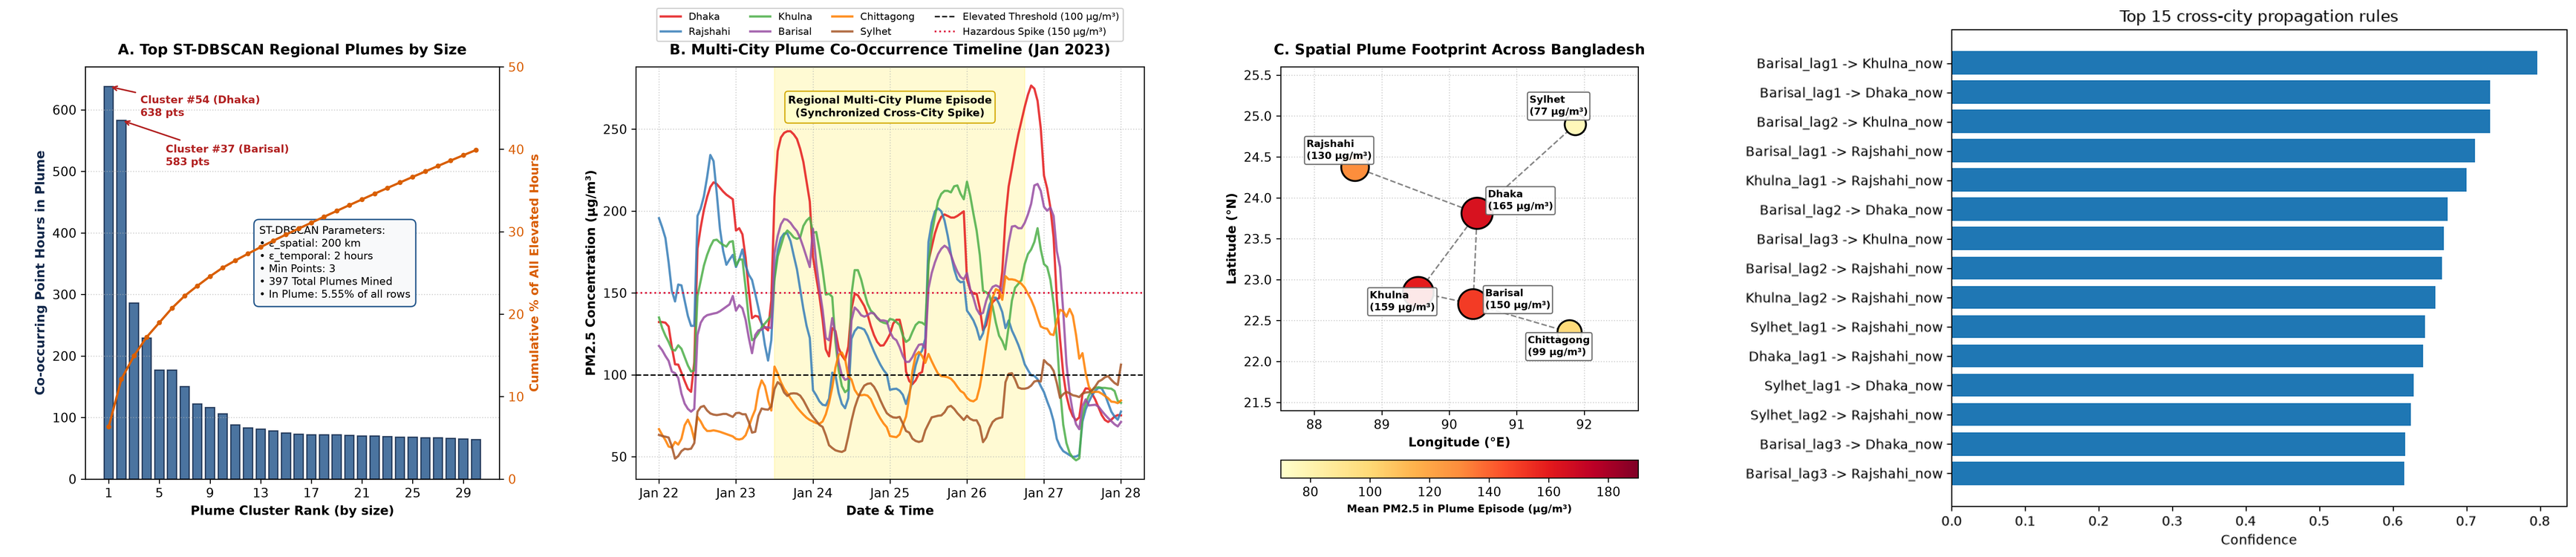 A. Top ST-DBSCAN Regional Plumes by Size
Co-occurring Point Hours in Plume
600
500
400
300
200
100
0
Cluster #54 (Dhaka)
638 pts
Cluster #37 (Barisal)
583 pts
ST-DBSCAN Parameters:
• ε_spatial: 200 km
• ε_temporal: 2 hours
• Min Points: 3
• 397 Total Plumes Mined
• In Plume: 5.55% of all rows
50
40
30
20
10
0
Cumulative % of All Elevated Hours
1 5 9 13 17 21 25 29
Plume Cluster Rank (by size)
Dhaka Khulna Chittagong Elevated Threshold (100 μg/m³)
Rajshahi Barisal Sylhet Hazardous Spike (150 μg/m³)
B. Multi-City Plume Co-Occurrence Timeline (Jan 2023)
PM2.5 Concentration (μg/m³)
250
200
150
100
50
Regional Multi-City Plume Episode
(Synchronized Cross-City Spike)
Jan 22 Jan 23 Jan 24 Jan 25 Jan 26 Jan 27 Jan 28
Date & Time
C. Spatial Plume Footprint Across Bangladesh
Latitude (°N)
25.5
25.0
24.5
24.0
23.5
23.0
22.5
22.0
21.5
Sylhet
(77 μg/m³)
Rajshahi
(130 μg/m³)
Dhaka
(165 μg/m³)
Khulna
(159 μg/m³)
Barisal
(150 μg/m³)
Chittagong
(99 μg/m³)
88 89 90 91 92
Longitude (°E)
80 100 120 140 160 180
Mean PM2.5 in Plume Episode (μg/m³)
Top 15 cross-city propagation rules
Barisal_lag1 -> Khulna_now
Barisal_lag1 -> Dhaka_now
Barisal_lag2 -> Khulna_now
Barisal_lag1 -> Rajshahi_now
Khulna_lag1 -> Rajshahi_now
Barisal_lag2 -> Dhaka_now
Barisal_lag3 -> Khulna_now
Barisal_lag2 -> Rajshahi_now
Khulna_lag2 -> Rajshahi_now
Sylhet_lag1 -> Rajshahi_now
Dhaka_lag1 -> Rajshahi_now
Sylhet_lag1 -> Dhaka_now
Sylhet_lag2 -> Rajshahi_now
Barisal_lag3 -> Dhaka_now
Barisal_lag3 -> Rajshahi_now
0.0 0.1 0.2 0.3 0.4 0.5 0.6 0.7 0.8
Confidence